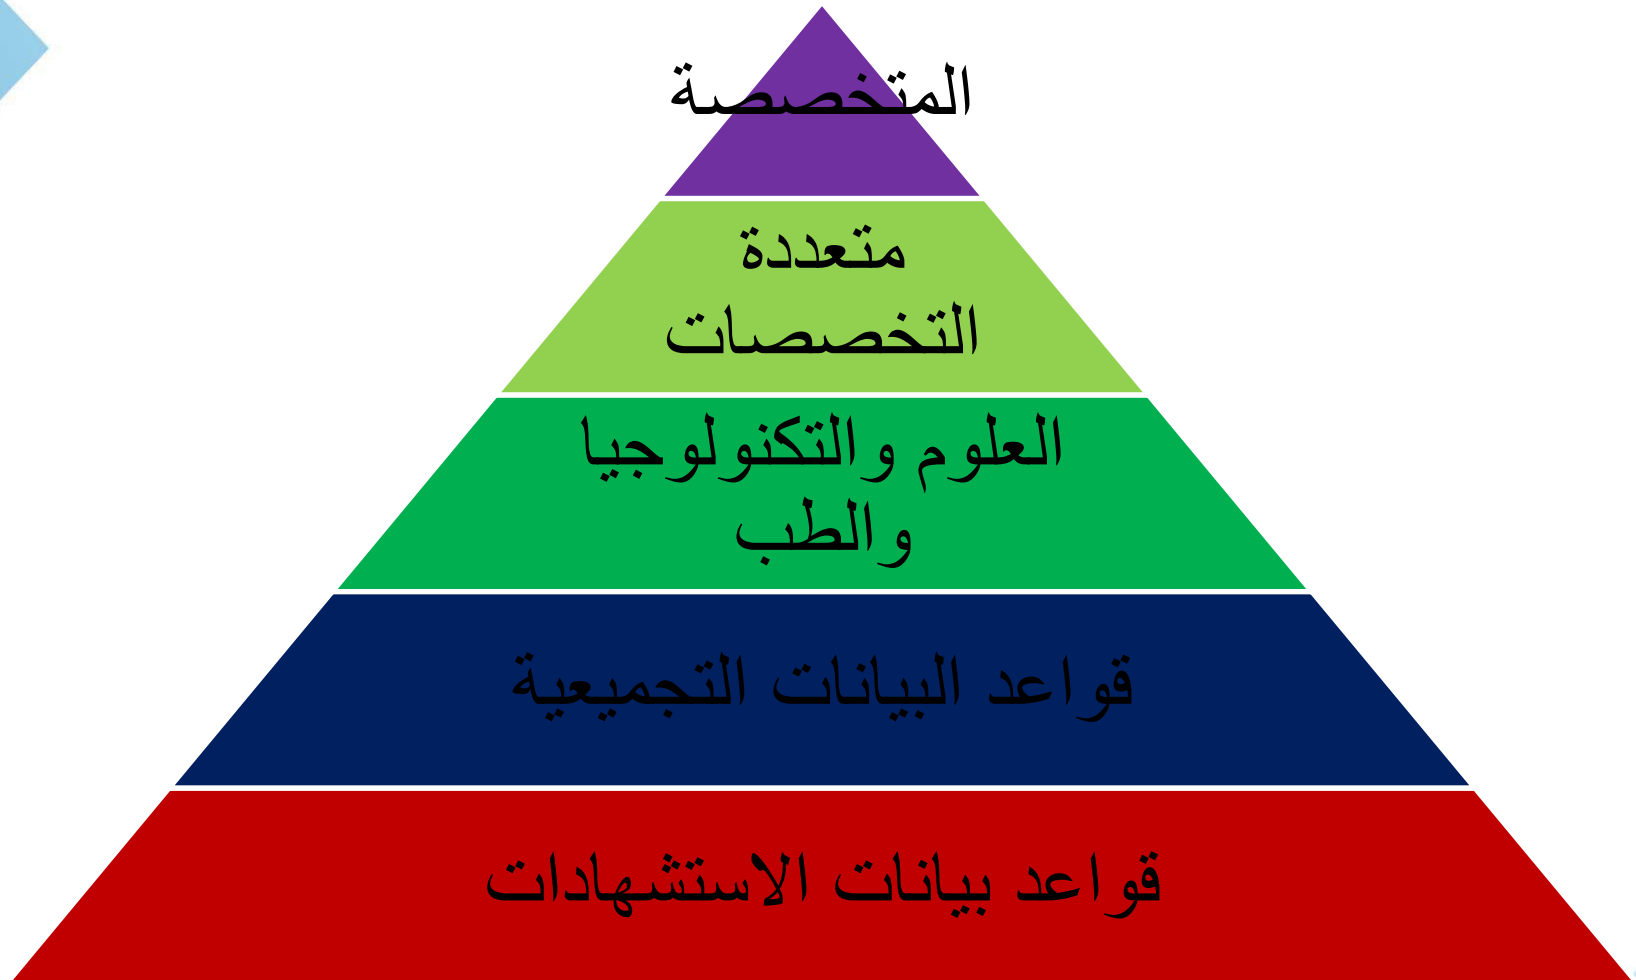 المتخصصة
متعددة
التخصصات
العلوم والتكنولوجيا
والطب
قواعد البيانات التجميعية
قواعد بيانات الاستشهادات